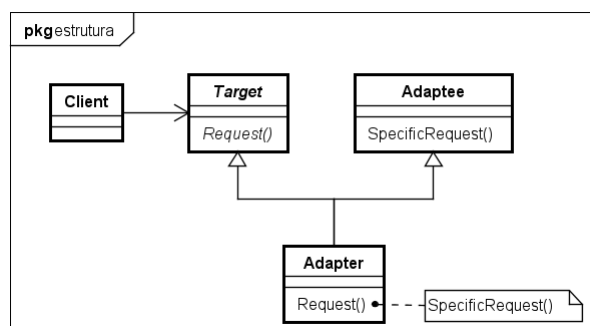 pkg estrutura
Client
Target
Request()
Adaptee
SpecificRequest()
Adapter
Request()
SpecificRequest()